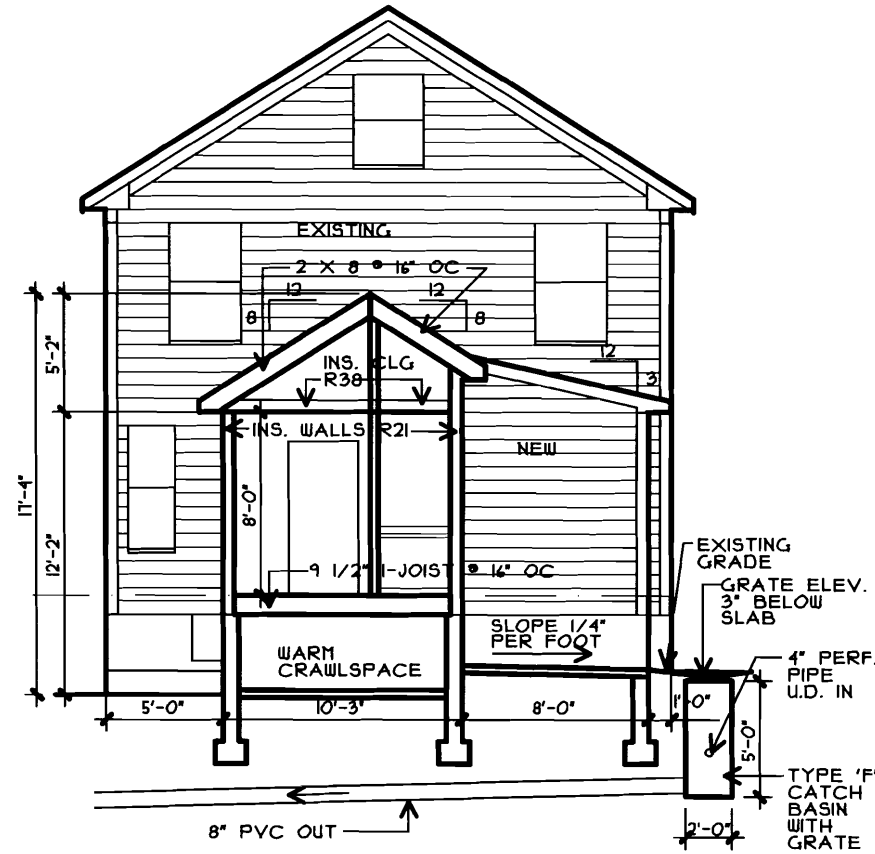 EXISTING
2 X 8 @ 16" OC
12
12
8
8
12
3
5'-2"
INS. CLG
R38
INS. WALLS R21
NEW
17'-4"
12'-2"
8'-0"
9 1/2" I-JOIST @ 16" OC
EXISTING
GRADE
GRATE ELEV.
3" BELOW
SLAB
SLOPE 1/4"
PER FOOT
WARM
CRAWLSPACE
4" PERF.
PIPE
U.D. IN
5'-0"
10'-3"
8'-0"
1'-0"
5'-0"
TYPE 'F'
CATCH
BASIN
WITH
GRATE
8" PVC OUT
2'-0"